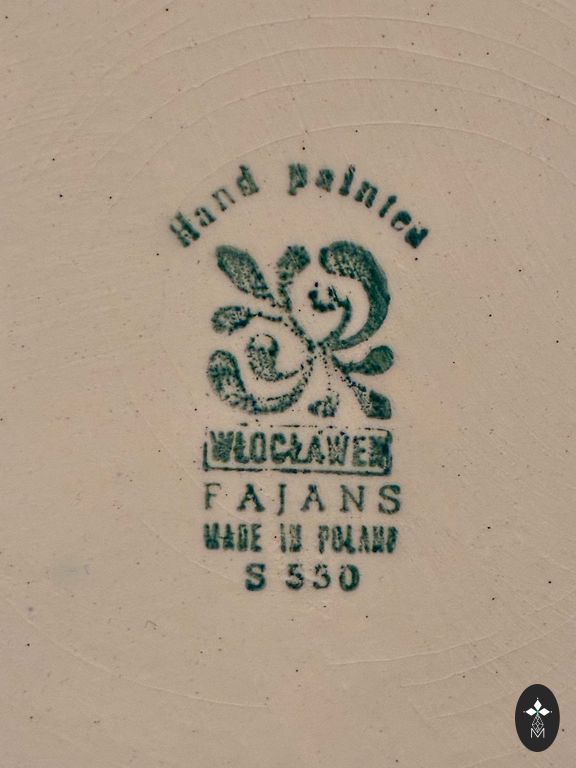 Hand painted
WŁOCŁAWEK
FAJANS
MADE IN POLAND
S 550
M